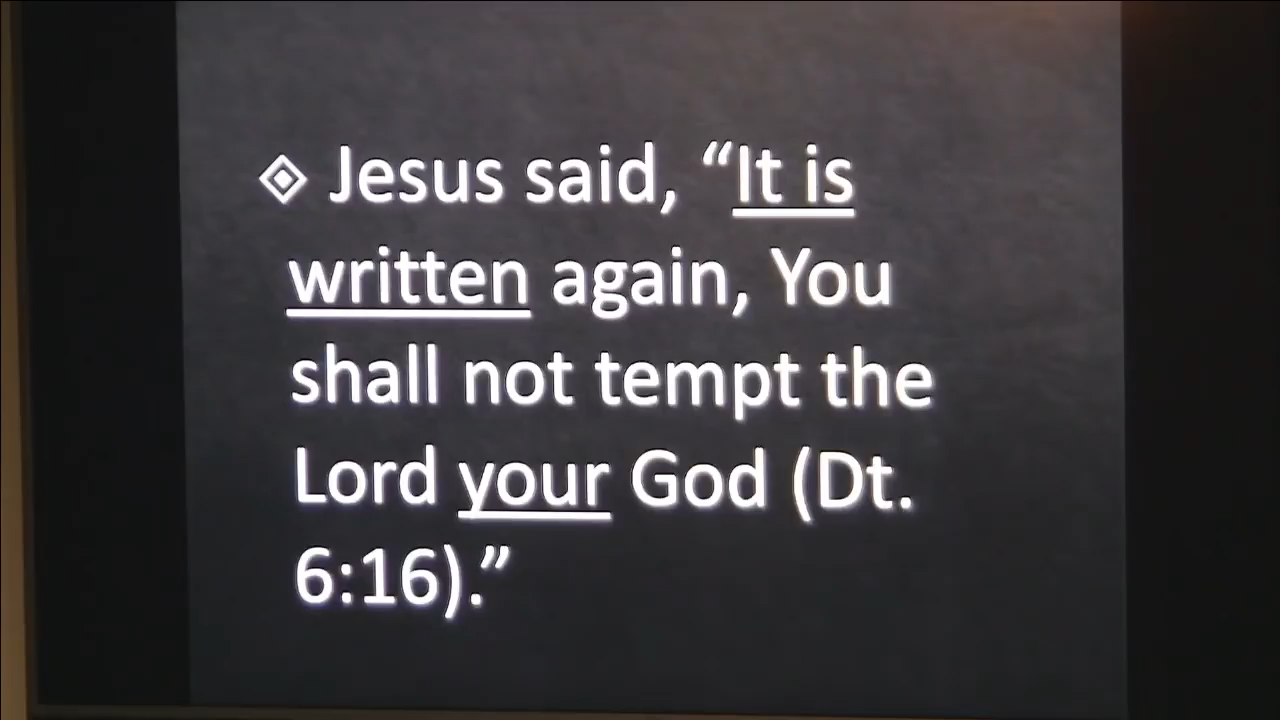 Jesus said, “It is
written again, You
shall not tempt the
Lord your God (Dt.
6:16).”